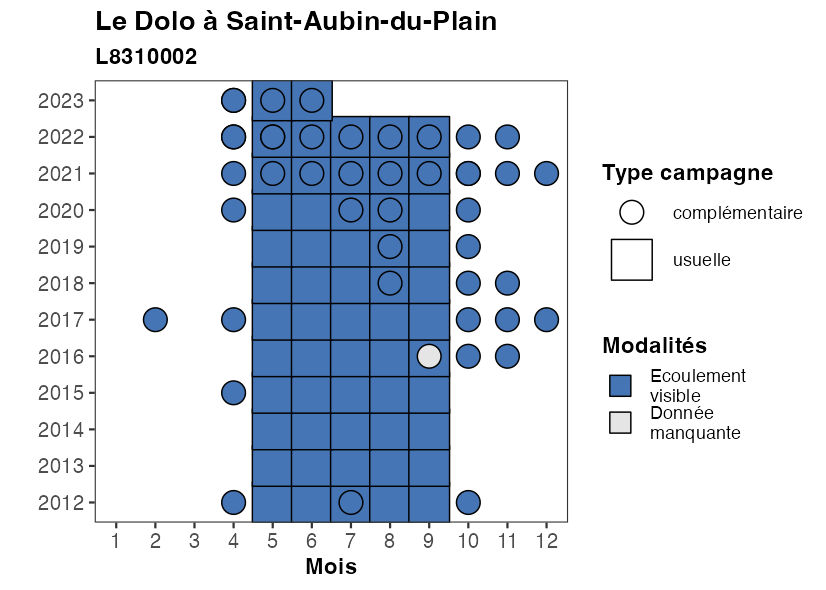 Le Dolo à Saint-Aubin-du-Plain
L8310002
2023
2022
2021
2020
2019
2018
2017
2016
2015
2014
2013
2012
1 2 3 4 5 6 7 8 9 10 11 12
Mois
Type campagne
complémentaire
usuelle
Modalités
Ecoulement
visible
Donnée
manquante